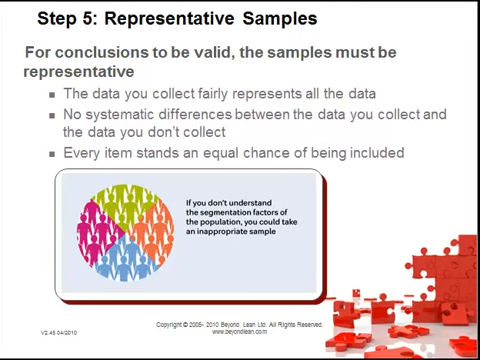 Step 5: Representative Samples
For conclusions to be valid, the samples must be
representative
The data you collect fairly represents all the data
No systematic differences between the data you collect and
the data you don't collect
Every item stands an equal chance of being included
If you don't understand
the segmentation factors of
the population, you could take
an inappropriate sample
V2.45 04/2010
Copyright © 2005- 2010 Beyond Lean Ltd. All Rights Reserved.
www.beyondlean.com